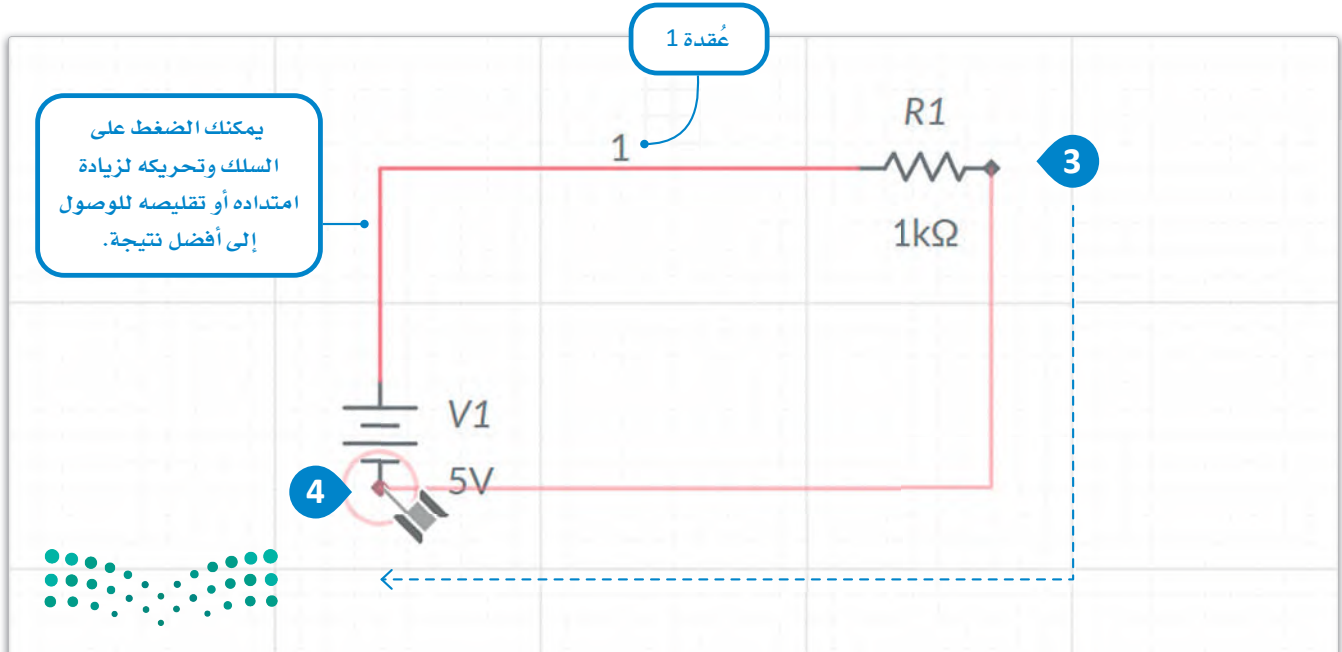 عُقدة 1
يمكنك الضغط على
السلك وتحريكه لزيادة
امتداده أو تقليصه للوصول
إلى أفضل نتيجة.
1
R1
3
1kΩ
V1
5V
4